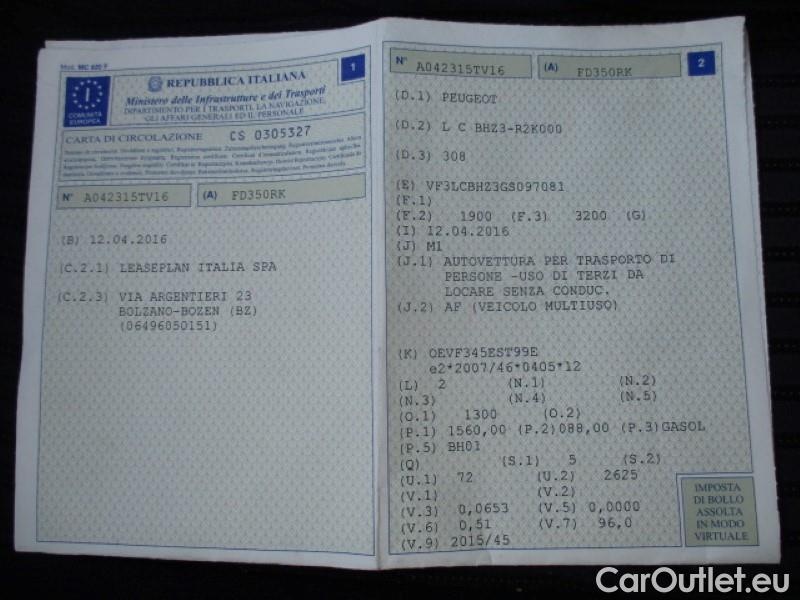 Mod. MC 820 F
1
REPUBBLICA ITALIANA
Ministero delle Infrastrutture e dei Trasporti
DIPARTIMENTO PER I TRASPORTI, LA NAVIGAZIONE,
GLI AFFARI GENERALI ED IL PERSONALE
I
COMUNITÀ
EUROPEA
CARTA DI CIRCOLAZIONE CS 0305327
N° A042315TV16 (A) FD350RK
(B) 12.04.2016
(C.2.1) LEASEPLAN ITALIA SPA
(C.2.3) VIA ARGENTIERI 23
BOLZANO-BOZEN (BZ)
(06496050151)
N° A042315TV16 (A) FD350RK
2
(D.1) PEUGEOT
(D.2) L C BHZ3-R2K000
(D.3) 308
(E) VF3LCBHZ3GS097081
(F.1)
(F.2) 1900 (F.3) 3200 (G)
(I) 12.04.2016
(J) M1
(J.1) AUTOVETTURA PER TRASPORTO DI
PERSONE -USO DI TERZI DA
LOCARE SENZA CONDUC.
(J.2) AF (VEICOLO MULTIUSO)
(K) OEVF345EST99E
e2*2007/46*0405*12
(L) 2 (N.1) (N.2)
(N.3) (N.4) (N.5)
(O.1) 1300 (O.2)
(P.1) 1560,00 (P.2)088,00 (P.3)GASOL
(P.5) BH01
(Q) (S.1) 5 (S.2)
(U.1) 72 (U.2) 2625
(V.1) (V.2)
(V.3) 0,0653 (V.5) 0,0000
(V.6) 0,51 (V.7) 96,0
(V.9) 2015/45
IMPOSTA
DI BOLLO
ASSOLTA
IN MODO
VIRTUALE
CarOutlet.eu